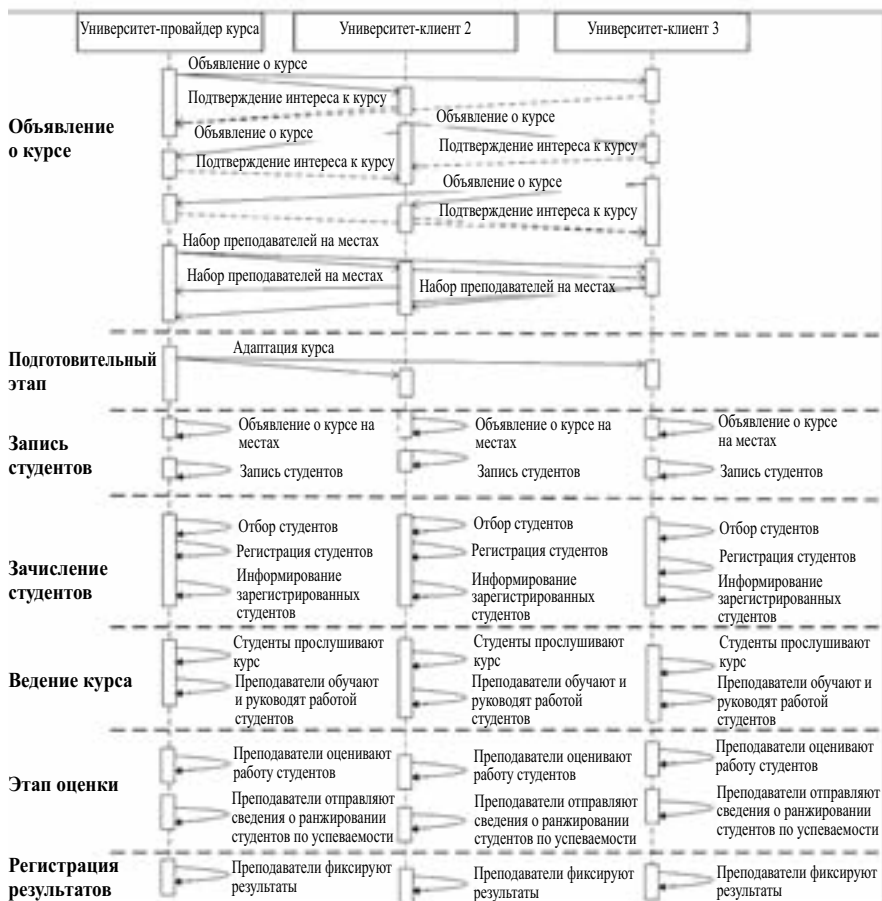 Университет-провайдер курса
Университет-клиент 2
Университет-клиент 3
Объявление
о курсе
Объявление о курсе
Подтверждение интереса к курсу
Объявление о курсе
Объявление о курсе
Подтверждение интереса к курсу
Подтверждение интереса к курсу
Объявление о курсе
Подтверждение интереса к курсу
Набор преподавателей на местах
Набор преподавателей на местах
Набор преподавателей на местах
Подготовительный
этап
Адаптация курса
Запись
студентов
Объявление о курсе на
местах
Запись студентов
Объявление о курсе на
местах
Запись студентов
Объявление о курсе
на местах
Запись студентов
Зачисление
студентов
Отбор студентов
Регистрация студентов
Информирование
зарегистрированных
студентов
Отбор студентов
Регистрация студентов
Информирование
зарегистрированных
студентов
Отбор студентов
Регистрация
студентов
Информирование
зарегистрированных
студентов
Ведение курса
Студенты прослушивают
курс
Преподаватели обучают
и руководят работой
студентов
Студенты прослушивают
курс
Преподаватели обучают и
руководят работой
студентов
Студенты прослушивают
курс
Преподаватели обучают и
руководят работой
студентов
Этап оценки
Преподаватели оценивают
работу студентов
Преподаватели отправляют
сведения о ранжировании
студентов по успеваемости
Преподаватели оценивают
работу студентов
Преподаватели отправляют
сведения о ранжировании
студентов по успеваемости
Преподаватели оценивают
работу студентов
Преподаватели отправляют
сведения о ранжировании
студентов по успеваемости
Регистрация
результатов
Преподаватели фиксируют
результаты
Преподаватели фиксируют
результаты
Преподаватели фиксируют
результаты